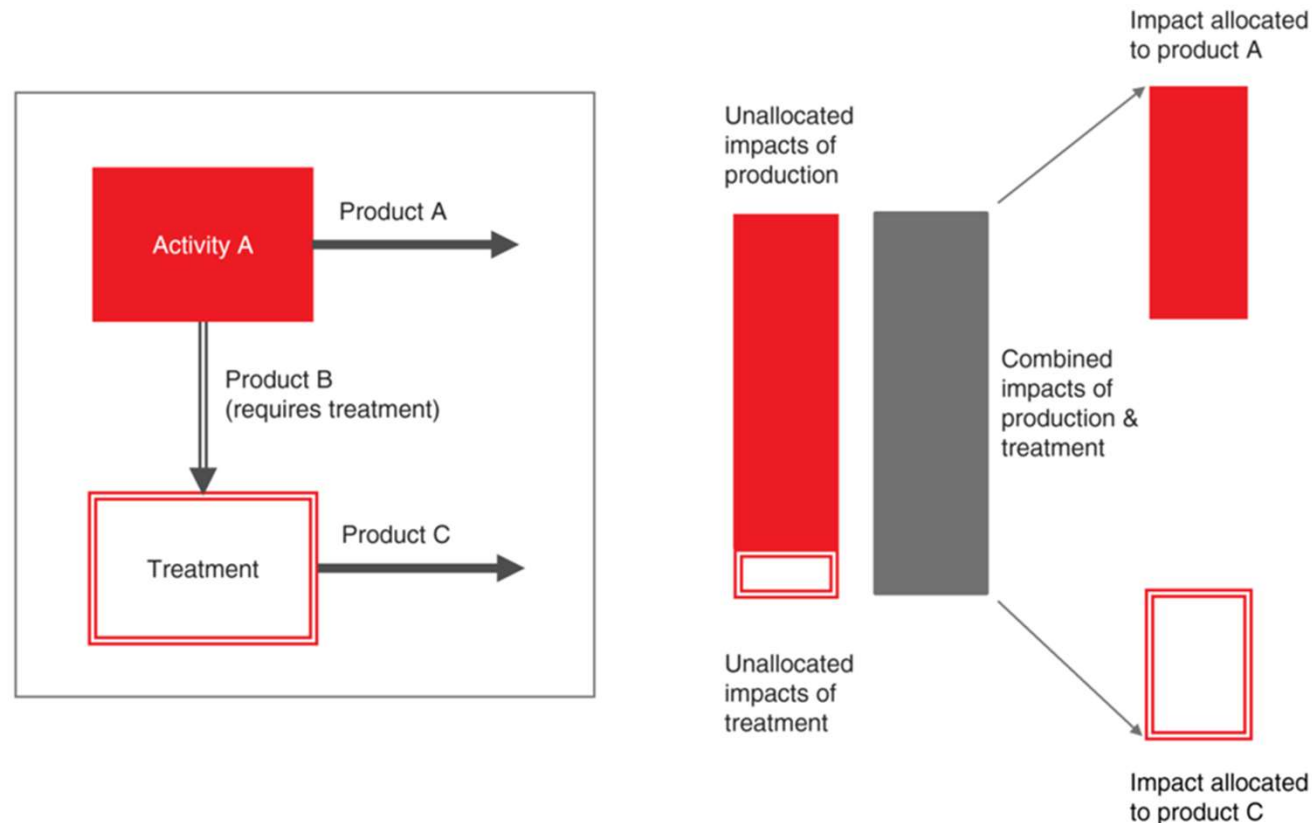 Activity A
Product A
Product B
(requires treatment)
Treatment
Product C
Unallocated
impacts of
production
Unallocated
impacts of
treatment
Combined
impacts of
production &
treatment
Impact allocated
to product A
Impact allocated
to product C